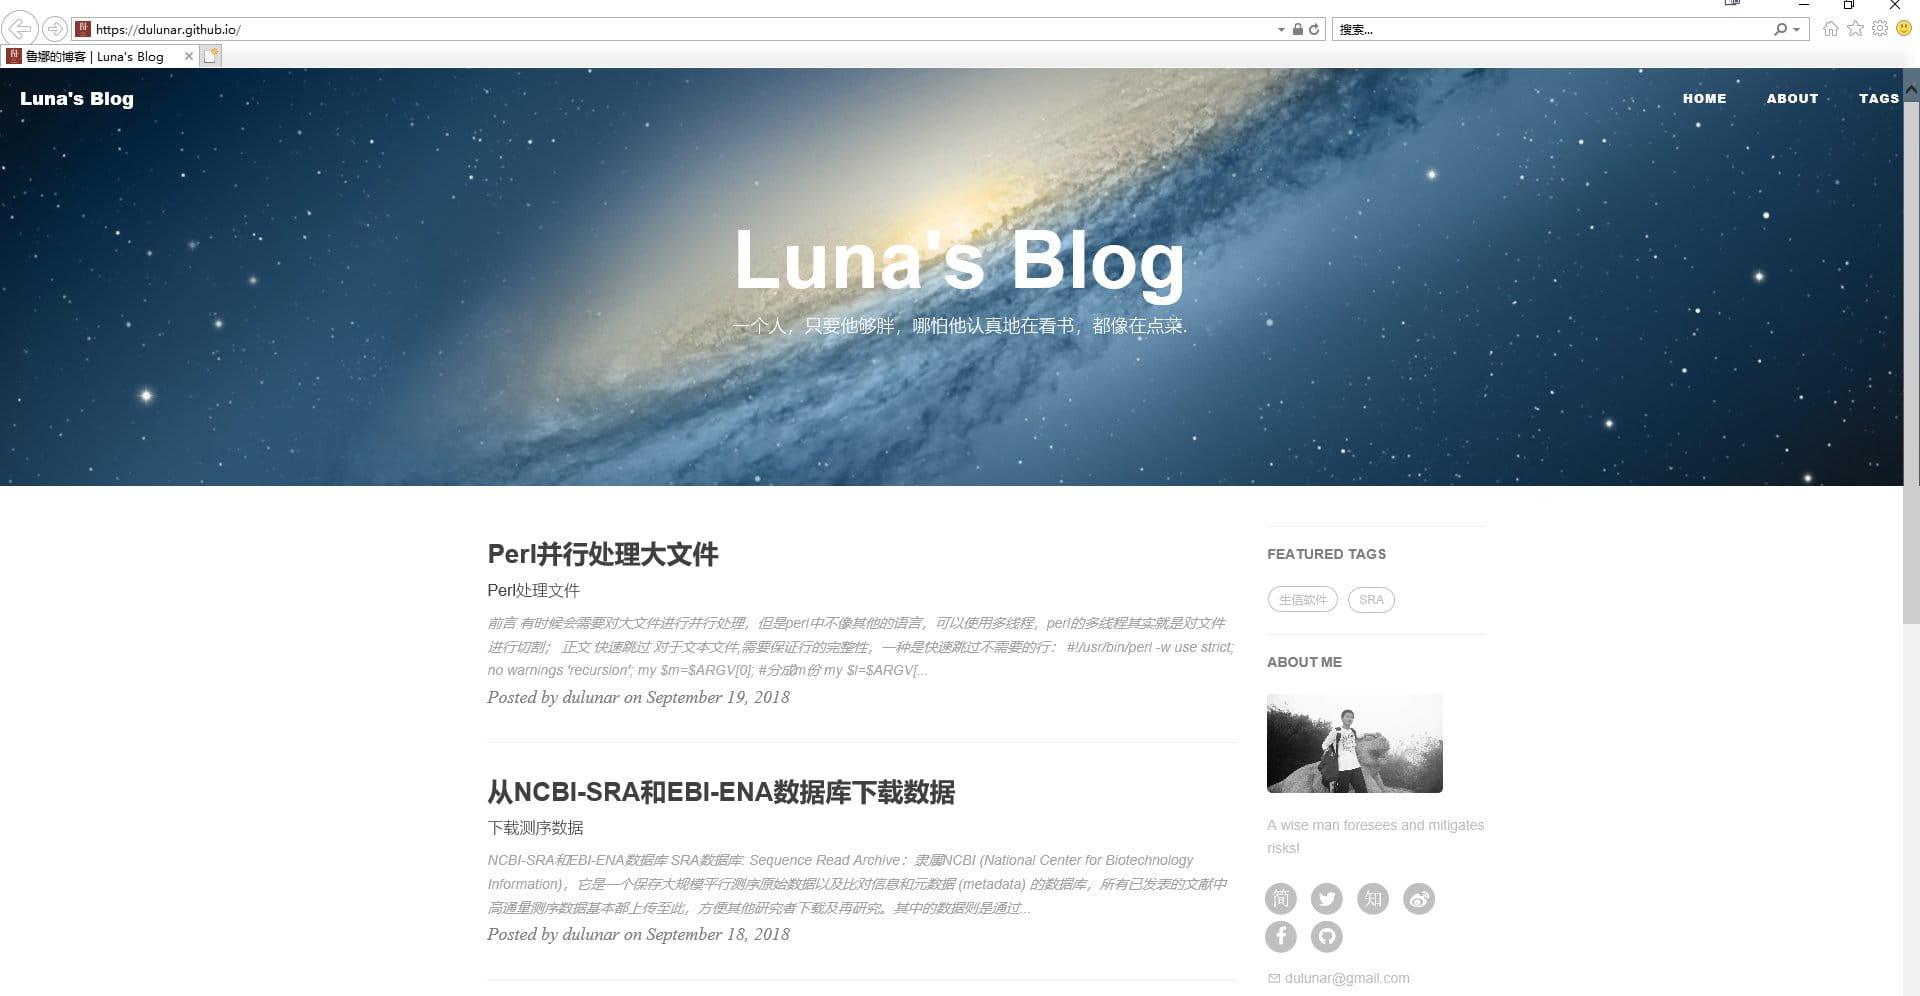 https://dulunar.github.io/
搜索...
鲁娜的博客 | Luna's Blog
Luna's Blog
HOME ABOUT TAGS
Luna's Blog
一个人，只要他够胖，哪怕他认真地在看书，都像在点菜.
Perl并行处理大文件
Perl处理文件
前言 有时候会需要对大文件进行并行处理，但是perl中不像其他的语言，可以使用多线程，perl的多线程其实就是对文件
进行切割； 正文 快速跳过 对于文本文件,需要保证行的完整性，一种是快速跳过不需要的行： #!/usr/bin/perl -w use strict;
no warnings 'recursion'; my $m=$ARGV[0]; #分成m份 my $l=$ARGV[...
Posted by dulunar on September 19, 2018
从NCBI-SRA和EBI-ENA数据库下载数据
下载测序数据
NCBI-SRA和EBI-ENA数据库 SRA数据库: Sequence Read Archive：隶属NCBI (National Center for Biotechnology
Information)，它是一个保存大规模平行测序原始数据以及比对信息和元数据 (metadata) 的数据库，所有已发表的文献中
高通量测序数据基本都上传至此，方便其他研究者下载及再研究。其中的数据则是通过...
Posted by dulunar on September 18, 2018
FEATURED TAGS
生信软件 SRA
ABOUT ME
A wise man foresees and mitigates
risks!
简 知
dulunar@gmail.com